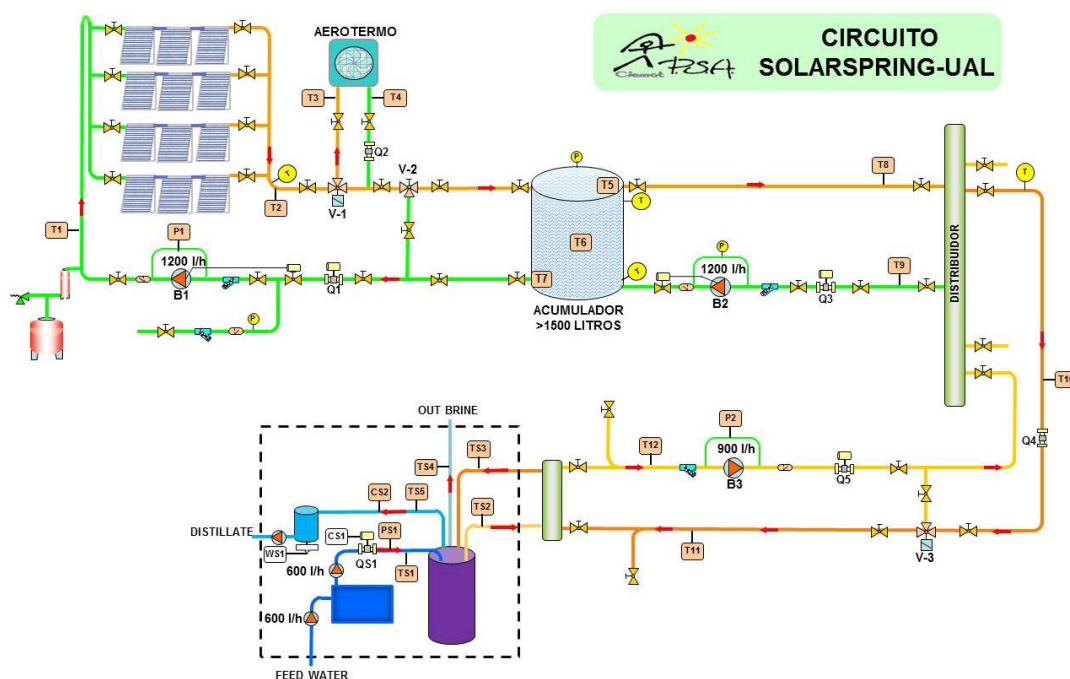 CIRCUITO
SOLARSPRING-UAL
Ciemat
P.S.A.
AEROTERMO
T3
T4
Q2
V-2
V-1
T
T2
T1
P1
1200 l/h
B1
Q1
P
P
T5
T
T6
T7
T
ACUMULADOR
>1500 LITROS
P
1200 l/h
B2
Q3
T8
T9
T
DISTRIBUIDOR
T10
Q4
OUT BRINE
P2
900 l/h
T12
B3
Q5
T11
V-3
TS3
TS4
CS2
TS5
TS2
DISTILLATE
CS1
PS1
WS1
QS1
TS1
600 l/h
600 l/h
FEED WATER